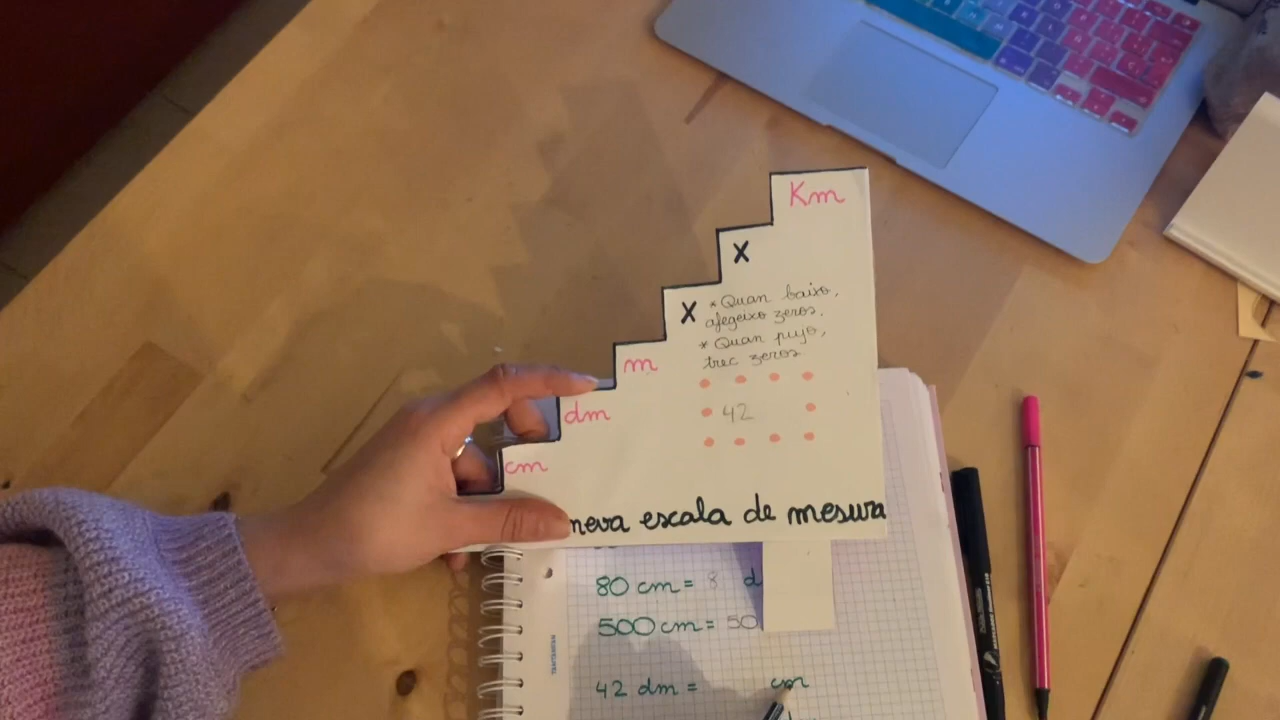 Km
X
X
* Quan baixo,
afegeixo zeros.
* Quan pujo,
trec zeros.
m
dm
42
cm
meva escala de mesura
80 cm = 8 d
500 cm = 50
42 dm = cm